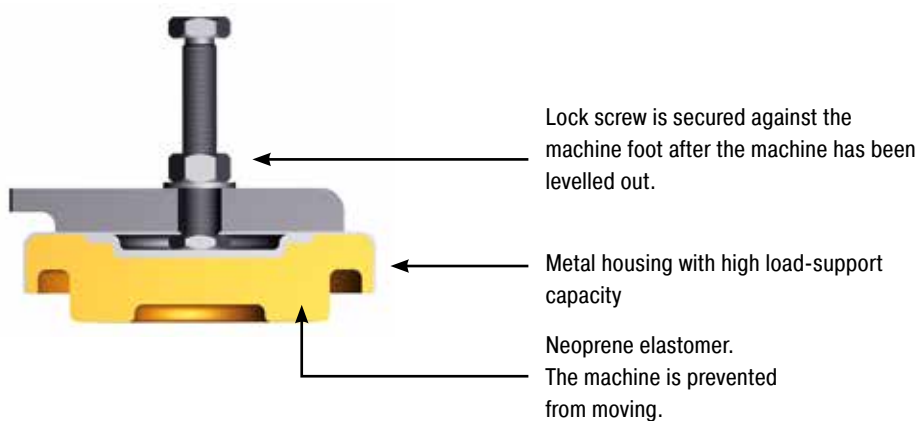 Lock screw is secured against the
machine foot after the machine has been
levelled out.
Metal housing with high load-support
capacity
Neoprene elastomer.
The machine is prevented
from moving.